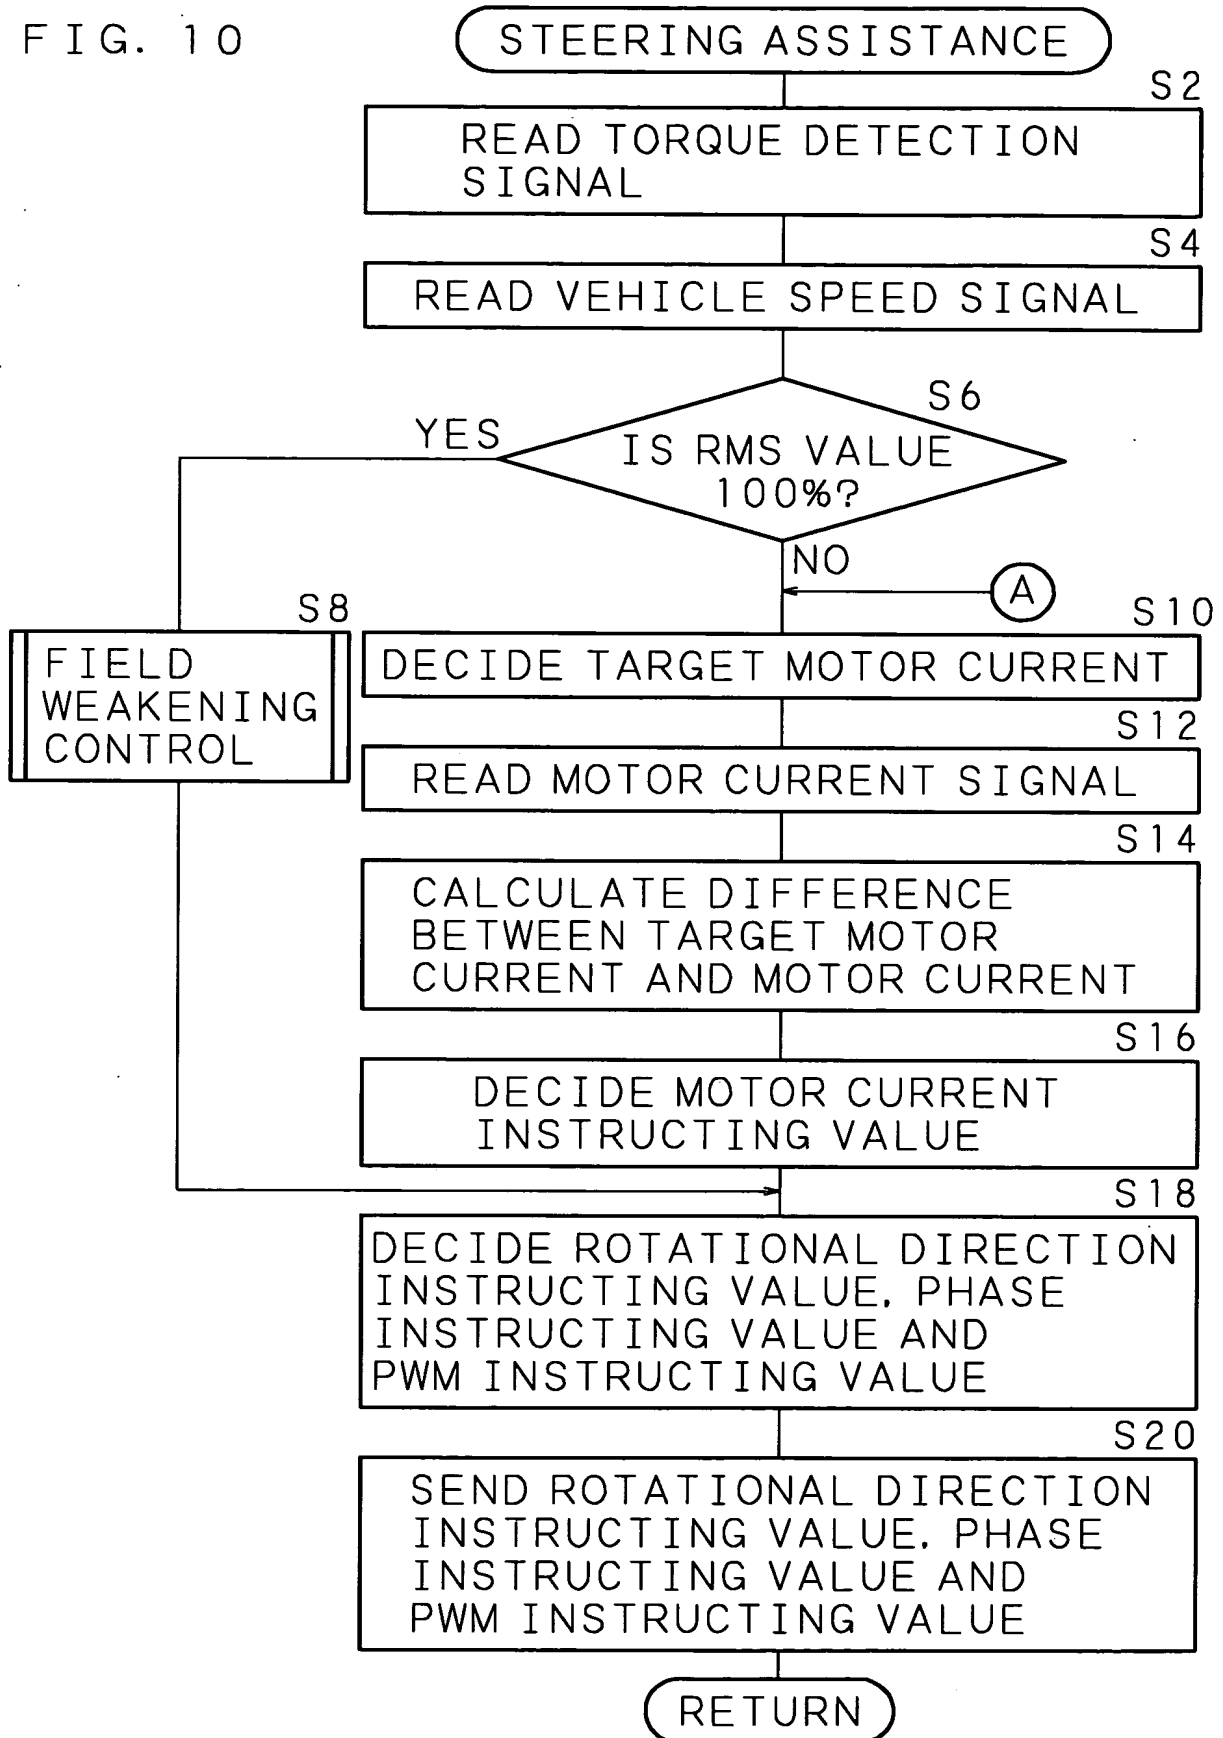 FIG. 10
STEERING ASSISTANCE
S2
READ TORQUE DETECTION
SIGNAL
S4
READ VEHICLE SPEED SIGNAL
S6
YES
IS RMS VALUE
100%?
NO
A
S8
FIELD
WEAKENING
CONTROL
S10
DECIDE TARGET MOTOR CURRENT
S12
READ MOTOR CURRENT SIGNAL
S14
CALCULATE DIFFERENCE
BETWEEN TARGET MOTOR
CURRENT AND MOTOR CURRENT
S16
DECIDE MOTOR CURRENT
INSTRUCTING VALUE
S18
DECIDE ROTATIONAL DIRECTION
INSTRUCTING VALUE, PHASE
INSTRUCTING VALUE AND
PWM INSTRUCTING VALUE
S20
SEND ROTATIONAL DIRECTION
INSTRUCTING VALUE, PHASE
INSTRUCTING VALUE AND
PWM INSTRUCTING VALUE
RETURN